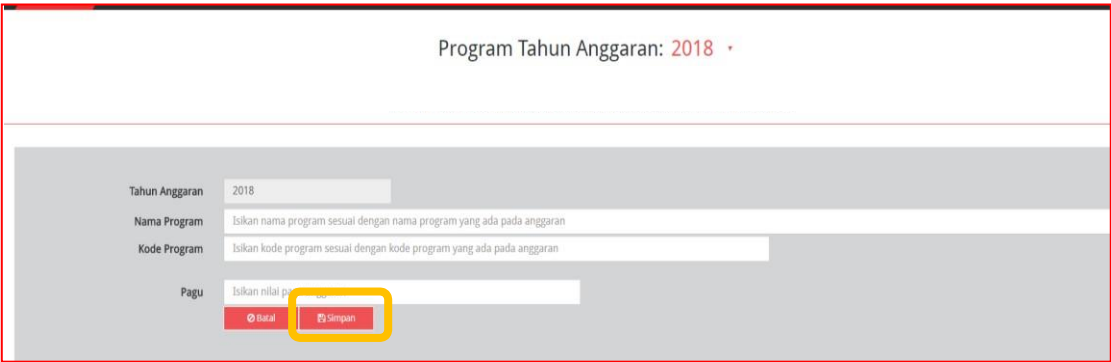 Program Tahun Anggaran: 2018
Tahun Anggaran 2018
Nama Program Isikan nama program sesuai dengan nama program yang ada pada anggaran
Kode Program Isikan kode program sesuai dengan kode program yang ada pada anggaran
Pagu Isikan nilai
Batal Simpan